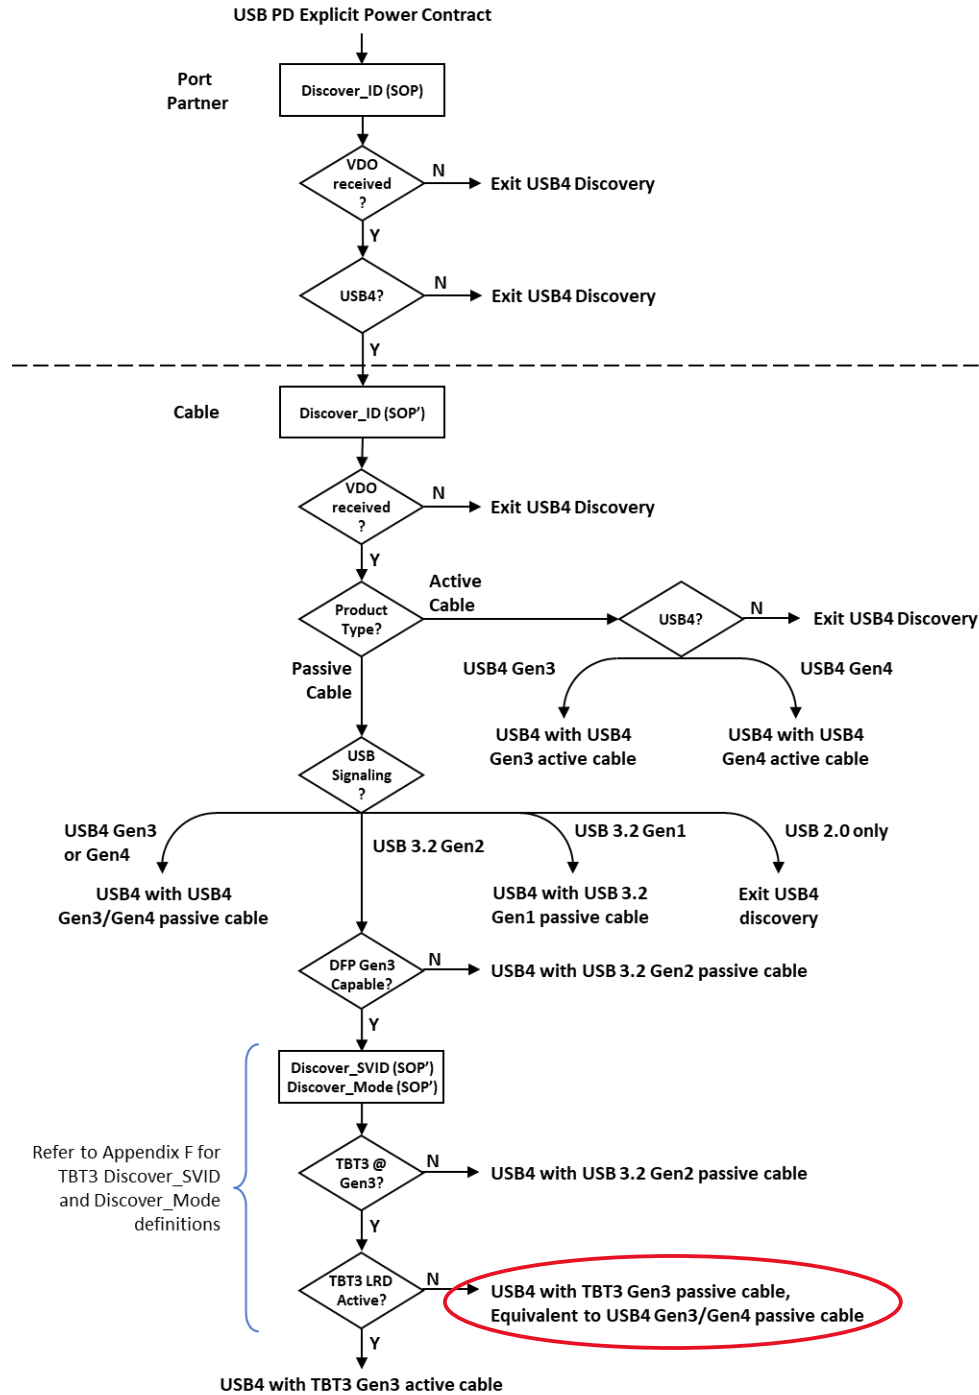 USB PD Explicit Power Contract
Port
Partner
Discover_ID (SOP)
VDO
received
?
N
Exit USB4 Discovery
Y
USB4?
N
Exit USB4 Discovery
Y
Cable
Discover_ID (SOP')
VDO
received
?
N
Exit USB4 Discovery
Y
Product
Type?
Active
Cable
USB4?
N
Exit USB4 Discovery
Passive
Cable
USB4 Gen3
USB4 Gen4
USB4 with USB4
Gen3 active cable
USB4 with USB4
Gen4 active cable
USB
Signaling
?
USB4 Gen3
or Gen4
USB 3.2 Gen2
USB 3.2 Gen1
USB 2.0 only
USB4 with USB4
Gen3/Gen4 passive cable
USB4 with USB 3.2
Gen1 passive cable
Exit USB4
discovery
DFP Gen3
Capable?
N
USB4 with USB 3.2 Gen2 passive cable
Y
Discover_SVID (SOP')
Discover_Mode (SOP')
Refer to Appendix F for
TBT3 Discover_SVID
and Discover_Mode
definitions
TBT3 @
Gen3?
N
USB4 with USB 3.2 Gen2 passive cable
Y
TBT3 LRD
Active?
N
USB4 with TBT3 Gen3 passive cable,
Equivalent to USB4 Gen3/Gen4 passive cable
Y
USB4 with TBT3 Gen3 active cable